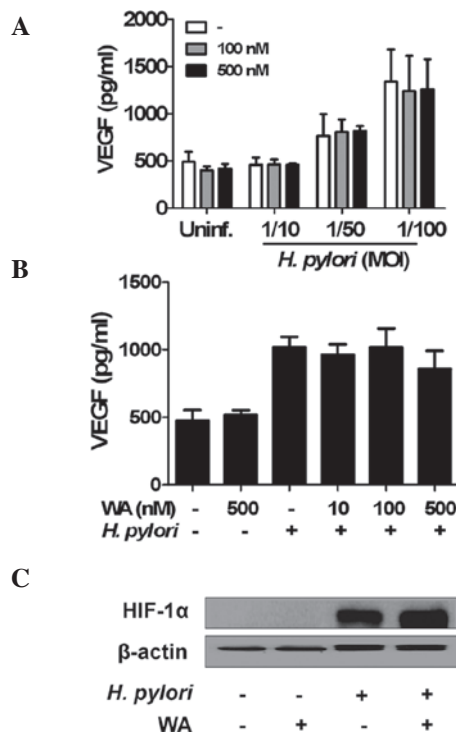 A
VEGF (pg/ml)
2000
1500
1000
500
0
-
100 nM
500 nM
Uninf. 1/10 1/50 1/100
H. pylori (MOI)
B
VEGF (pg/ml)
1500
1000
500
0
WA (nM) - 500 - 10 100 500
H. pylori - - + + + +
C
HIF-1α
β-actin
H. pylori - - + +
WA - + - +